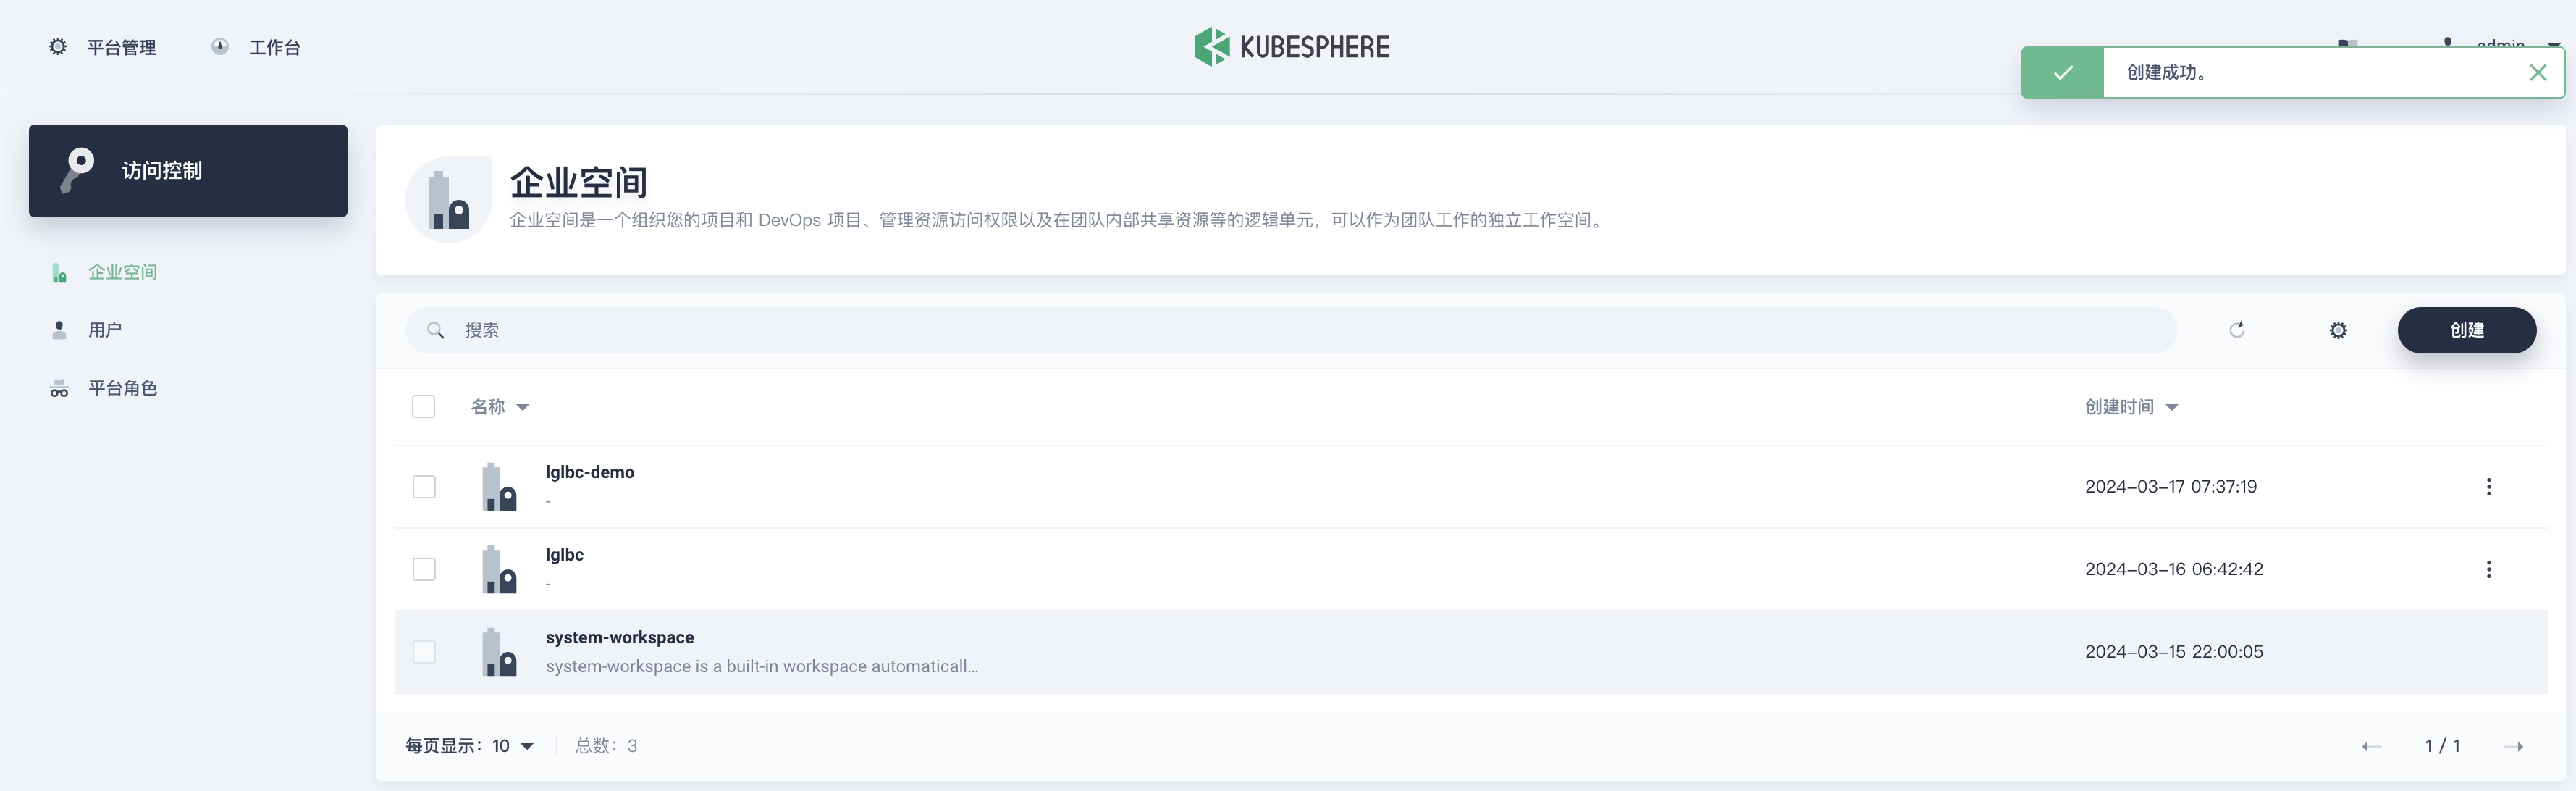 平台管理
工作台
KUBESPHERE
admin
创建成功。
访问控制
企业空间
用户
平台角色
企业空间
企业空间是一个组织您的项目和 DevOps 项目、管理资源访问权限以及在团队内部共享资源等的逻辑单元，可以作为团队工作的独立工作空间。
搜索
创建
名称
创建时间
lglbc-demo
-
2024-03-17 07:37:19
lglbc
-
2024-03-16 06:42:42
system-workspace
system-workspace is a built-in workspace automaticall...
2024-03-15 22:00:05
每页显示：10
总数：3
1 / 1